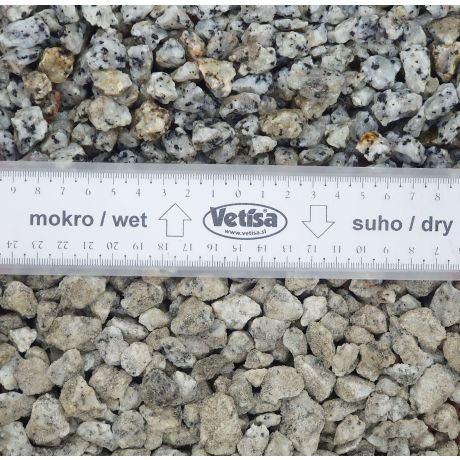 9 8 7 6 5 4 3 2 1 0 1 2 3 4 5 6 7 8
mokro / wet
Vetisa
www.vetisa.si
suho / dry
24 23 22 21 20 19 18 17 16 15 14 13 12 11 10 9 8 7